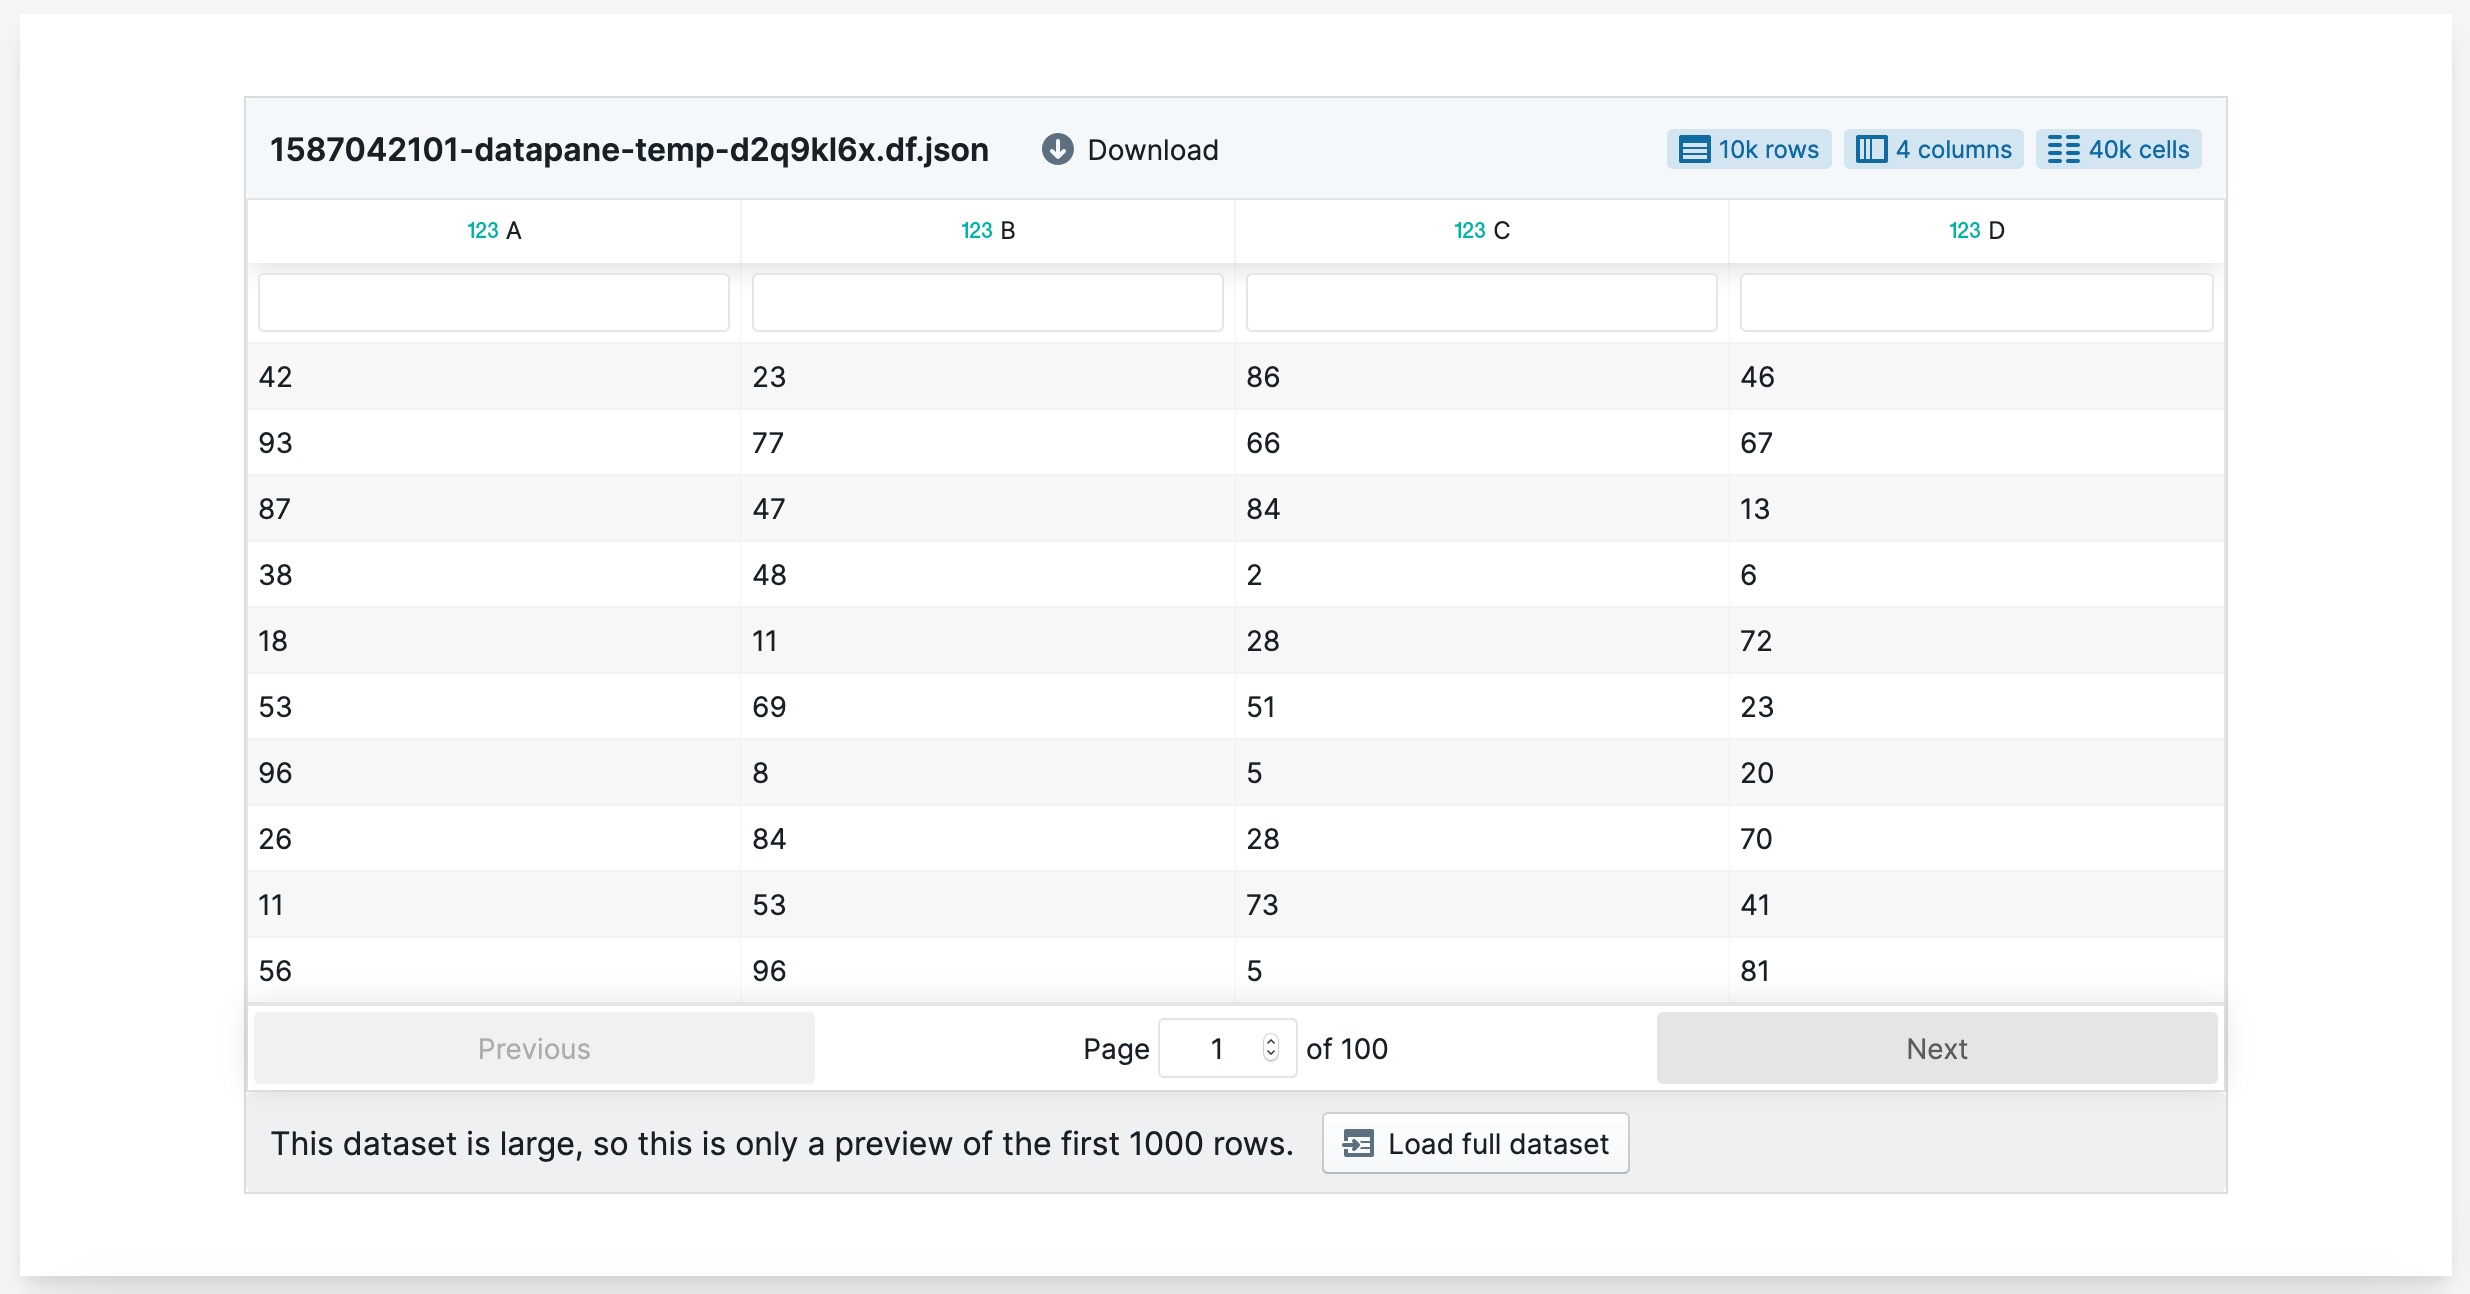 1587042101-datapane-temp-d2q9kl6x.df.json Download 10k rows 4 columns 40k cells
123 A 123 B 123 C 123 D
42 23 86 46
93 77 66 67
87 47 84 13
38 48 2 6
18 11 28 72
53 69 51 23
96 8 5 20
26 84 28 70
11 53 73 41
56 96 5 81
Previous Page 1 of 100 Next
This dataset is large, so this is only a preview of the first 1000 rows. Load full dataset